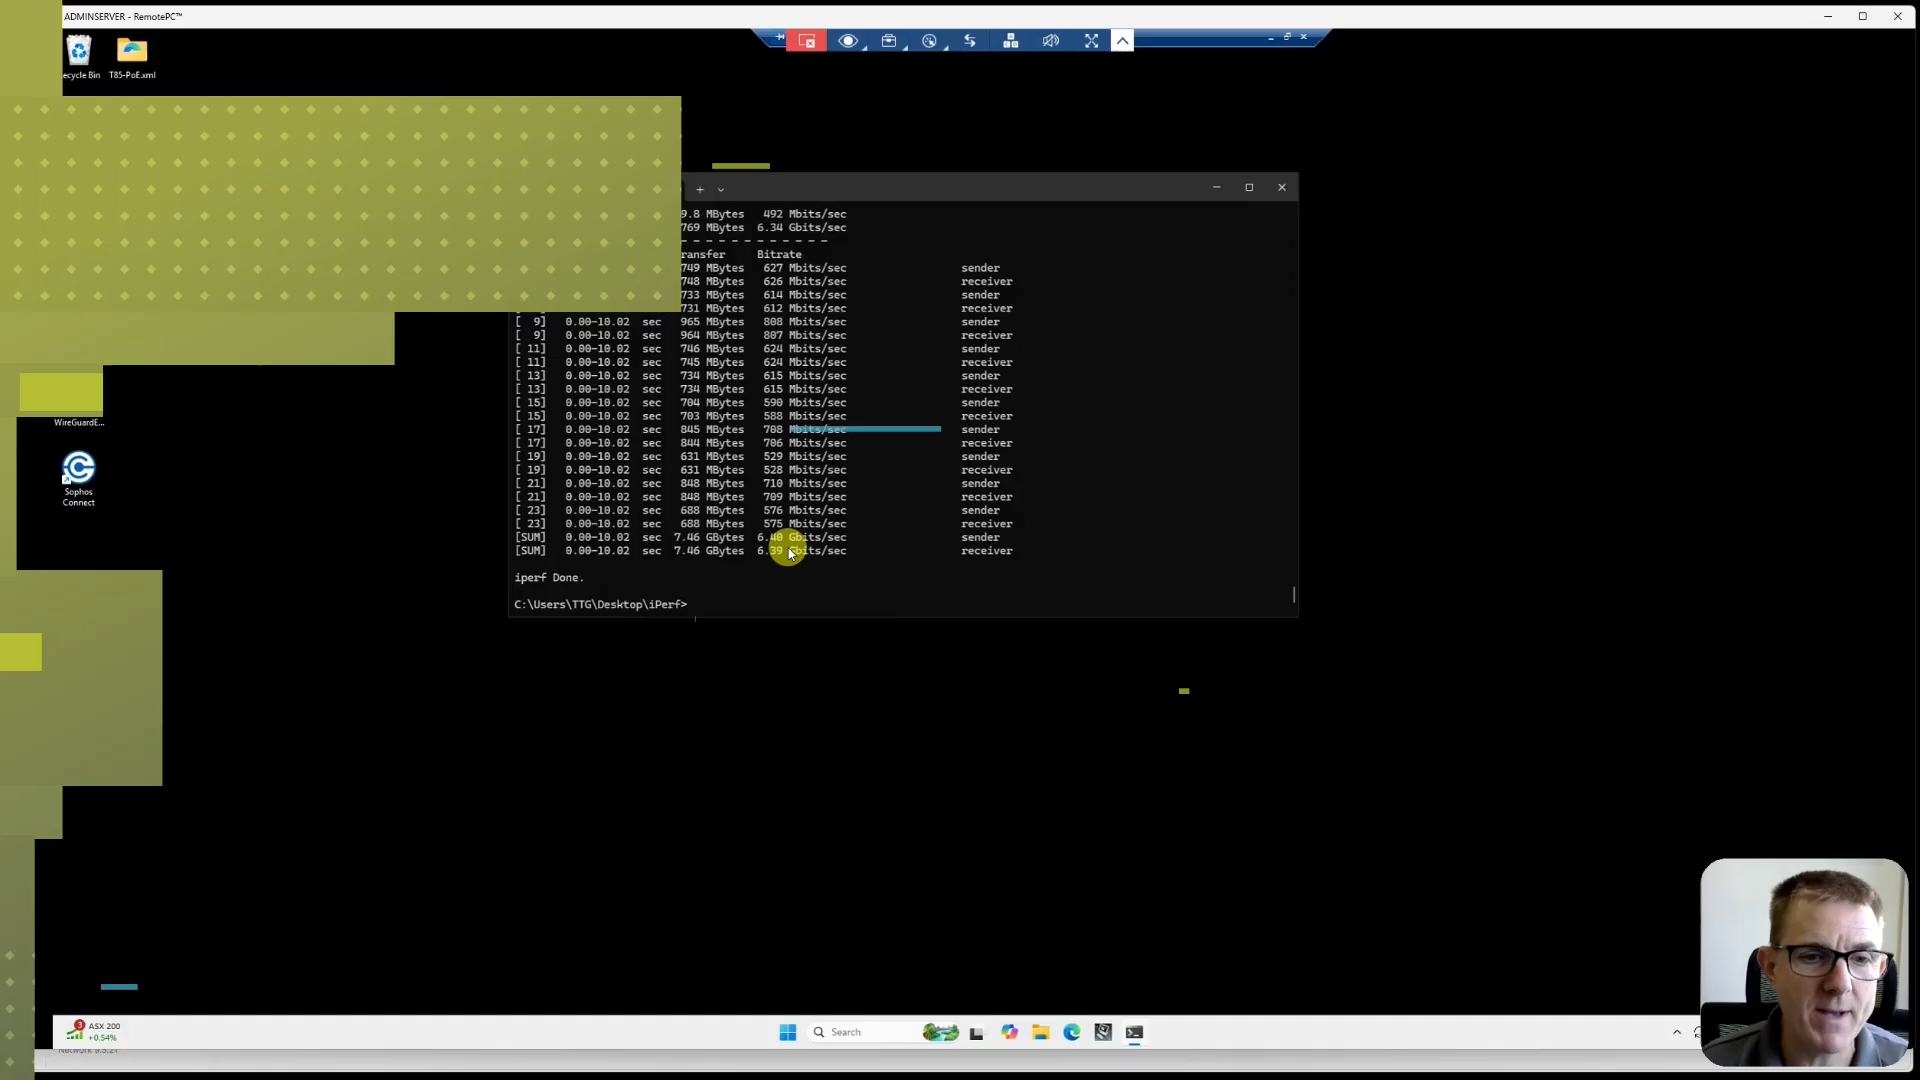 ADMINSERVER - RemotePC™
ecycle Bin
T85-PoE.xml
9.8 MBytes 492 Mbits/sec
769 MBytes 6.34 Gbits/sec
- - - - - - - - - - - -
ransfer Bitrate
749 MBytes 627 Mbits/sec sender
748 MBytes 626 Mbits/sec receiver
733 MBytes 614 Mbits/sec sender
731 MBytes 612 Mbits/sec receiver
[ 9] 0.00-10.02 sec 965 MBytes 808 Mbits/sec sender
[ 9] 0.00-10.02 sec 964 MBytes 807 Mbits/sec receiver
[ 11] 0.00-10.02 sec 746 MBytes 624 Mbits/sec sender
[ 11] 0.00-10.02 sec 745 MBytes 624 Mbits/sec receiver
[ 13] 0.00-10.02 sec 734 MBytes 615 Mbits/sec sender
[ 13] 0.00-10.02 sec 734 MBytes 615 Mbits/sec receiver
[ 15] 0.00-10.02 sec 704 MBytes 590 Mbits/sec sender
[ 15] 0.00-10.02 sec 703 MBytes 588 Mbits/sec receiver
[ 17] 0.00-10.02 sec 845 MBytes 708 Mbits/sec sender
[ 17] 0.00-10.02 sec 844 MBytes 706 Mbits/sec receiver
[ 19] 0.00-10.02 sec 631 MBytes 529 Mbits/sec sender
[ 19] 0.00-10.02 sec 631 MBytes 528 Mbits/sec receiver
[ 21] 0.00-10.02 sec 848 MBytes 710 Mbits/sec sender
[ 21] 0.00-10.02 sec 848 MBytes 709 Mbits/sec receiver
[ 23] 0.00-10.02 sec 688 MBytes 576 Mbits/sec sender
[ 23] 0.00-10.02 sec 688 MBytes 575 Mbits/sec receiver
[SUM] 0.00-10.02 sec 7.46 GBytes 6.40 Gbits/sec sender
[SUM] 0.00-10.02 sec 7.46 GBytes 6.39 Gbits/sec receiver
iperf Done.
C:\Users\TTG\Desktop\iPerf>
WireGuardE...
Sophos
Connect
3
ASX 200
+0.54%
Search